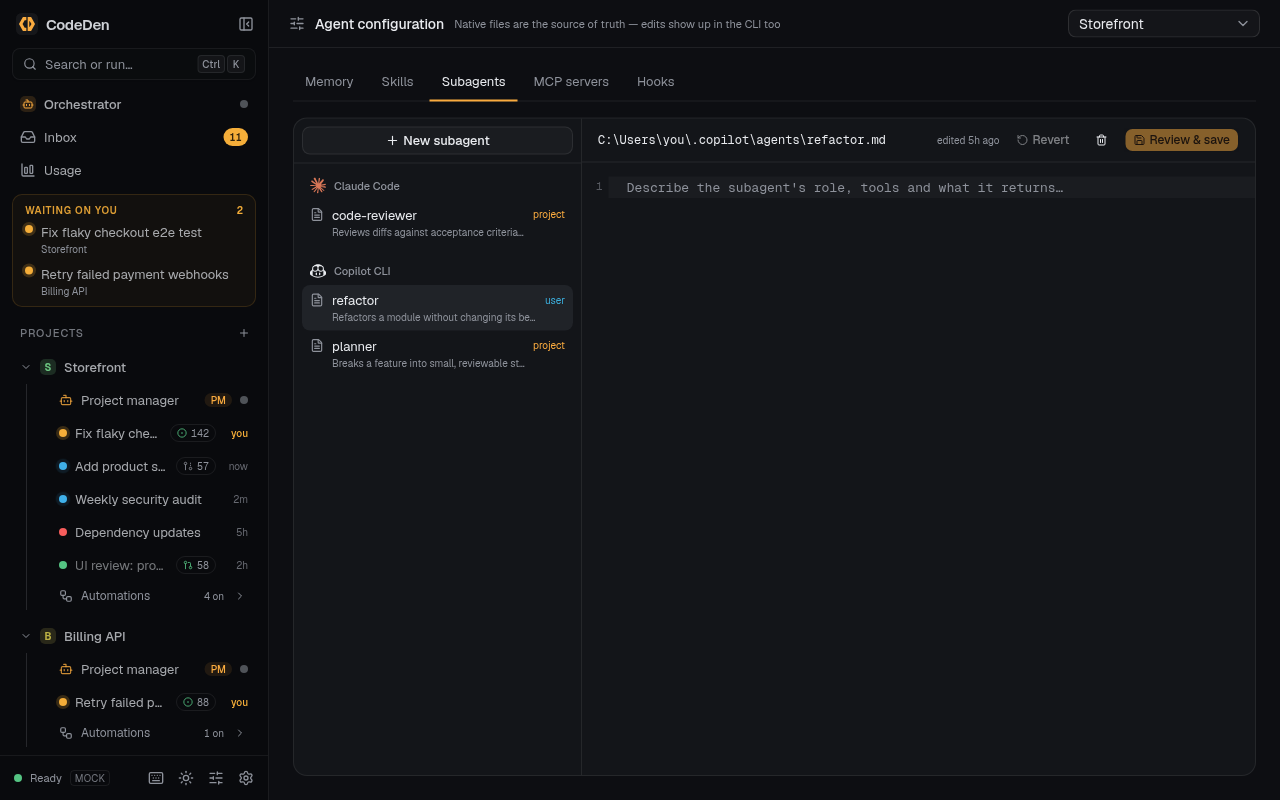 CodeDen
Search or run… Ctrl K
Orchestrator
Inbox 11
Usage
WAITING ON YOU 2
Fix flaky checkout e2e test
Storefront
Retry failed payment webhooks
Billing API
PROJECTS
S Storefront
Project manager PM
Fix flaky che… 142 you
Add product s… 57 now
Weekly security audit 2m
Dependency updates 5h
UI review: pro… 58 2h
Automations 4 on
B Billing API
Project manager PM
Retry failed p… 88 you
Automations 1 on
Ready MOCK
Agent configuration Native files are the source of truth — edits show up in the CLI too
Storefront
Memory Skills Subagents MCP servers Hooks
New subagent
Claude Code
code-reviewer project
Reviews diffs against acceptance criteria…
Copilot CLI
refactor user
Refactors a module without changing its be…
planner project
Breaks a feature into small, reviewable st…
C:\Users\you\.copilot\agents\refactor.md edited 5h ago Revert Review & save
1 Describe the subagent's role, tools and what it returns…